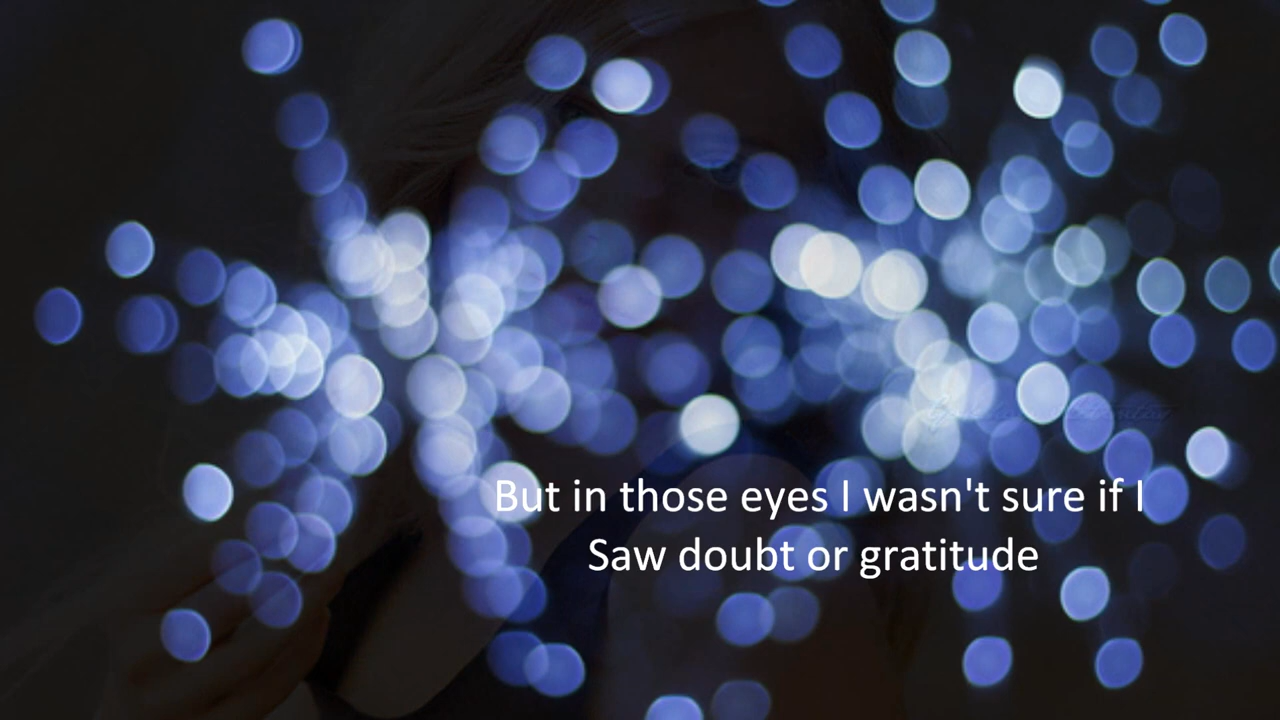 But in those eyes I wasn't sure if I
Saw doubt or gratitude